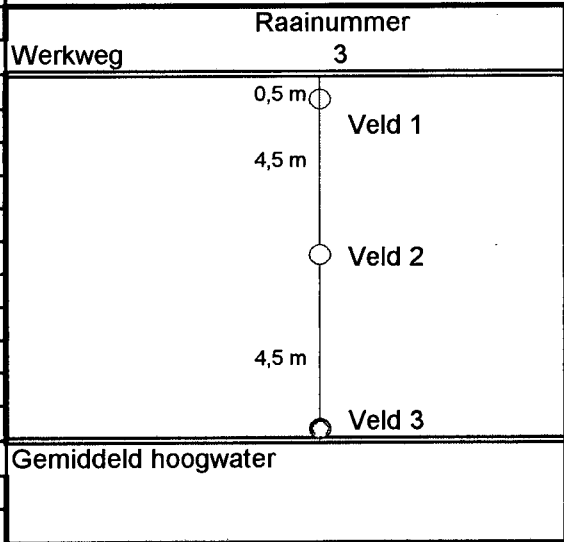 Raainummer
Werkweg 3
0,5 m
Veld 1
4,5 m
Veld 2
4,5 m
Veld 3
Gemiddeld hoogwater